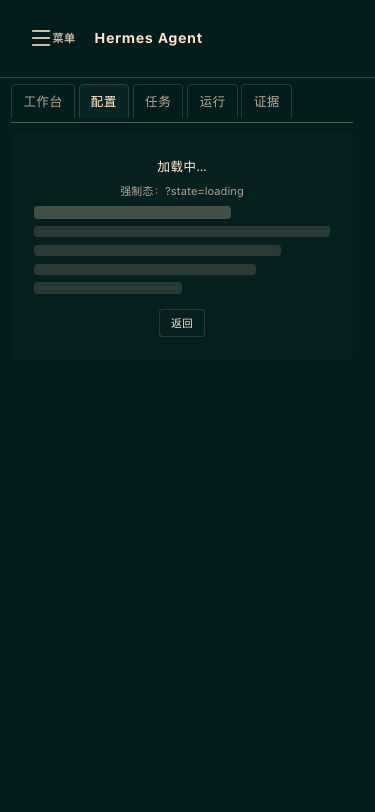 菜单 Hermes Agent
工作台 配置 任务 运行 证据
加载中...
强制态：?state=loading
返回